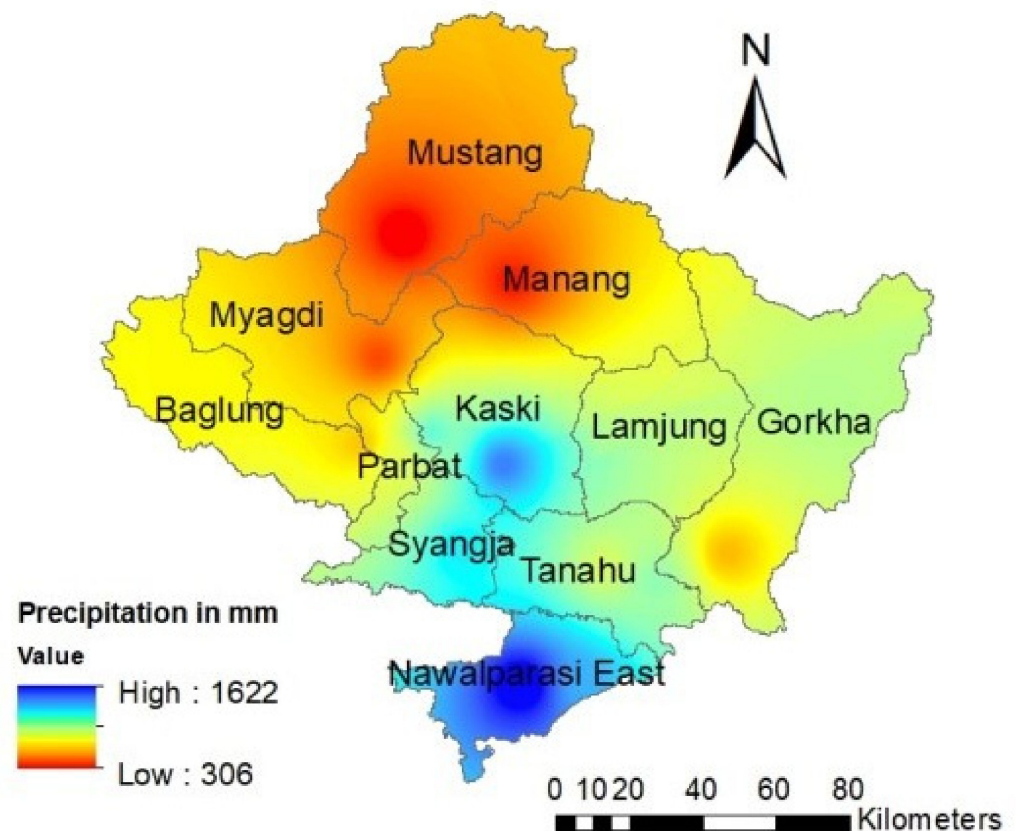 N
Mustang
Manang
Myagdi
Baglung
Kaski
Lamjung
Gorkha
Parbat
Syangja
Tanahu
Nawalparasi East
Precipitation in mm
Value
High : 1622
Low : 306
0 10 20 40 60 80
Kilometers